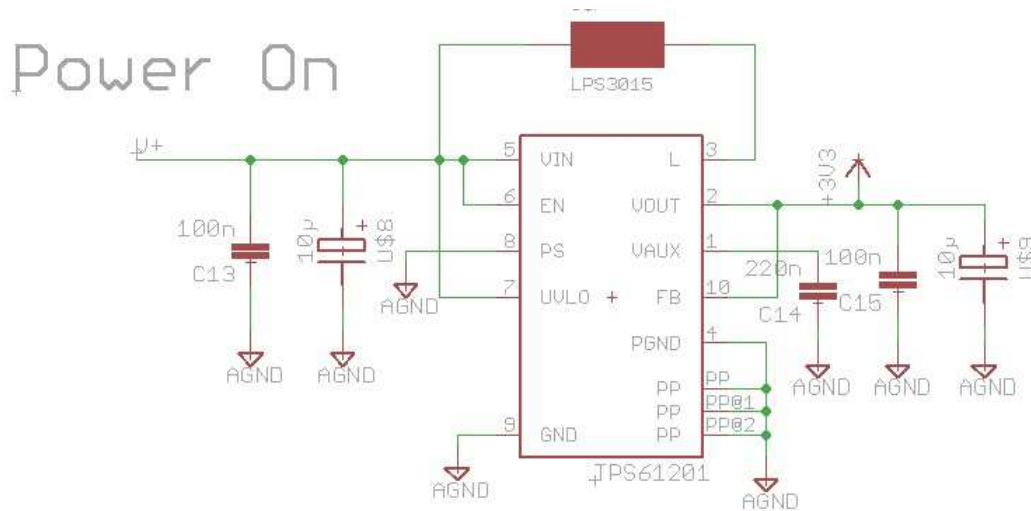 Power On
LPS3015
V+
5 VIN L 3
6 EN VOUT 2
8 PS VAUX 1
7 UVLO FB 10
PGND 4
PP PP
PP PP@1
9 GND PP PP@2
TPS61201
100n
C13
10µ
U$8
AGND
AGND
AGND
AGND
AGND
+3V3
220n
C14
100n
C15
10µ
U$9
AGND
AGND
AGND